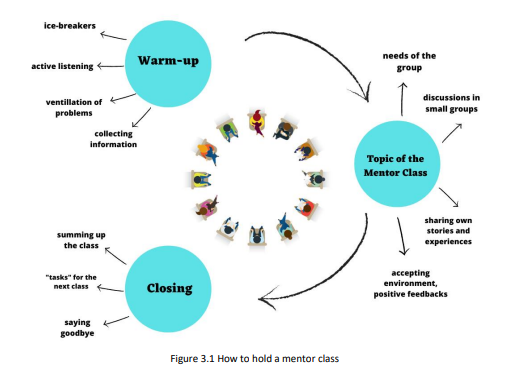 ice-breakers
active listening
ventillation of
problems
collecting
information
Warm-up
needs of the
group
discussions in
small groups
Topic of the
Mentor Class
sharing own
stories and
experiences
accepting
environment,
positive feedbacks
summing up
the class
"tasks" for the
next class
saying
goodbye
Closing
Figure 3.1 How to hold a mentor class